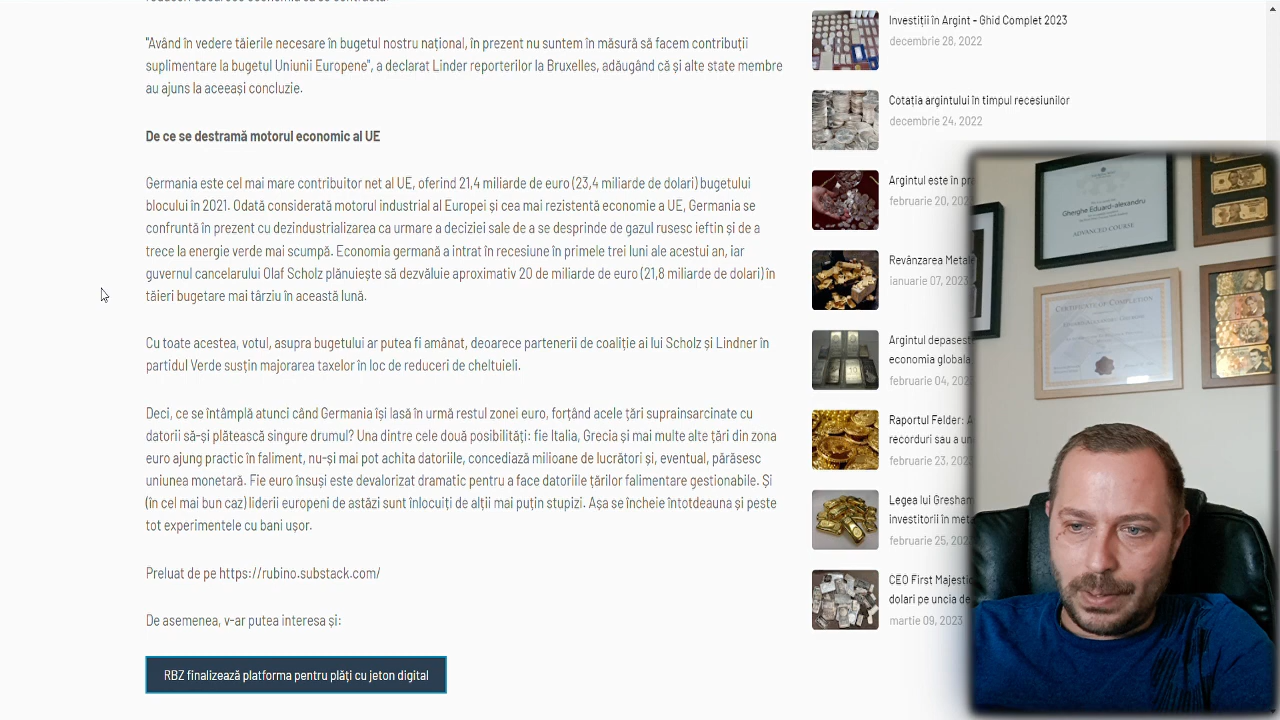 "Având în vedere tăierile necesare în bugetul nostru național, în prezent nu suntem în măsură să facem contribuții
suplimentare la bugetul Uniunii Europene", a declarat Linder reporterilor la Bruxelles, adăugând că și alte state membre
au ajuns la aceeași concluzie.
De ce se destramă motorul economic al UE
Germania este cel mai mare contribuitor net al UE, oferind 21,4 miliarde de euro (23,4 miliarde de dolari) bugetului
blocului în 2021. Odată considerată motorul industrial al Europei și cea mai rezistentă economie a UE, Germania se
confruntă în prezent cu dezindustrializarea ca urmare a deciziei sale de a se desprinde de gazul rusesc ieftin și de a
trece la energie verde mai scumpă. Economia germană a intrat în recesiune în primele trei luni ale acestui an, iar
guvernul cancelarului Olaf Scholz plănuiește să dezvăluie aproximativ 20 de miliarde de euro (21,8 miliarde de dolari) în
tăieri bugetare mai târziu în această lună.
Cu toate acestea, votul, asupra bugetului ar putea fi amânat, deoarece partenerii de coaliție ai lui Scholz și Lindner în
partidul Verde susțin majorarea taxelor în loc de reduceri de cheltuieli.
Deci, ce se întâmplă atunci când Germania își lasă în urmă restul zonei euro, forțând acele țări suprainsarcinate cu
datorii să-și plătească singure drumul? Una dintre cele două posibilități: fie Italia, Grecia și mai multe alte țări din zona
euro ajung practic în faliment, nu-și mai pot achita datoriile, concediază milioane de lucrători și, eventual, părăsesc
uniunea monetară. Fie euro însuși este devalorizat dramatic pentru a face datoriile țărilor falimentare gestionabile. Și
(în cel mai bun caz) liderii europeni de astăzi sunt înlocuiți de alții mai puțin stupizi. Așa se încheie întotdeauna și peste
tot experimentele cu bani ușor.
Preluat de pe https://rubino.substack.com/
De asemenea, v-ar putea interesa și:
RBZ finalizează platforma pentru plăți cu jeton digital
Investiții în Argint - Ghid Complet 2023
decembrie 28, 2022
Cotația argintului în timpul recesiunilor
decembrie 24, 2022
Argintul este în
februarie 20,
Revânzarea
ianuarie 07, 2023
Argintul depaseste
economia globala
februarie 04, 2023
Raportul Felder:
recorduri sau a
februarie 23, 2023
Legea lui
investitorii în
februarie 25, 2023
CEO First
dolari pe uncia
martie 09, 2023
Gherghe Eduard-alexandru
ADVANCED COURSE
CERTIFICATE OF COMPLETION